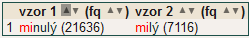 vzor 1 ▲▼ (fq ▲▼) vzor 2 ▲▼ (fq ▲▼)
1 minulý (21636) milý (7116)